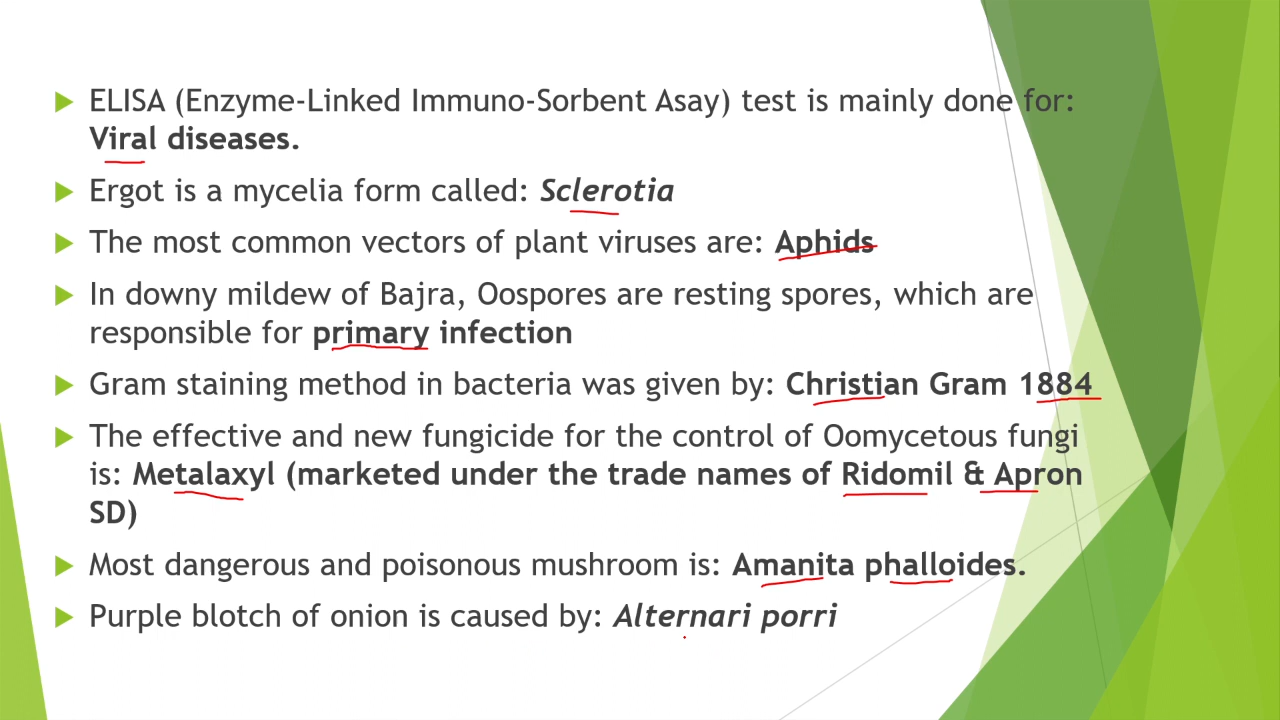 ELISA (Enzyme-Linked Immuno-Sorbent Asay) test is mainly done for:
Viral diseases.
Ergot is a mycelia form called: Sclerotia
The most common vectors of plant viruses are: Aphids
In downy mildew of Bajra, Oospores are resting spores, which are
responsible for primary infection
Gram staining method in bacteria was given by: Christian Gram 1884
The effective and new fungicide for the control of Oomycetous fungi
is: Metalaxyl (marketed under the trade names of Ridomil & Apron
SD)
Most dangerous and poisonous mushroom is: Amanita phalloides.
Purple blotch of onion is caused by: Alternari porri